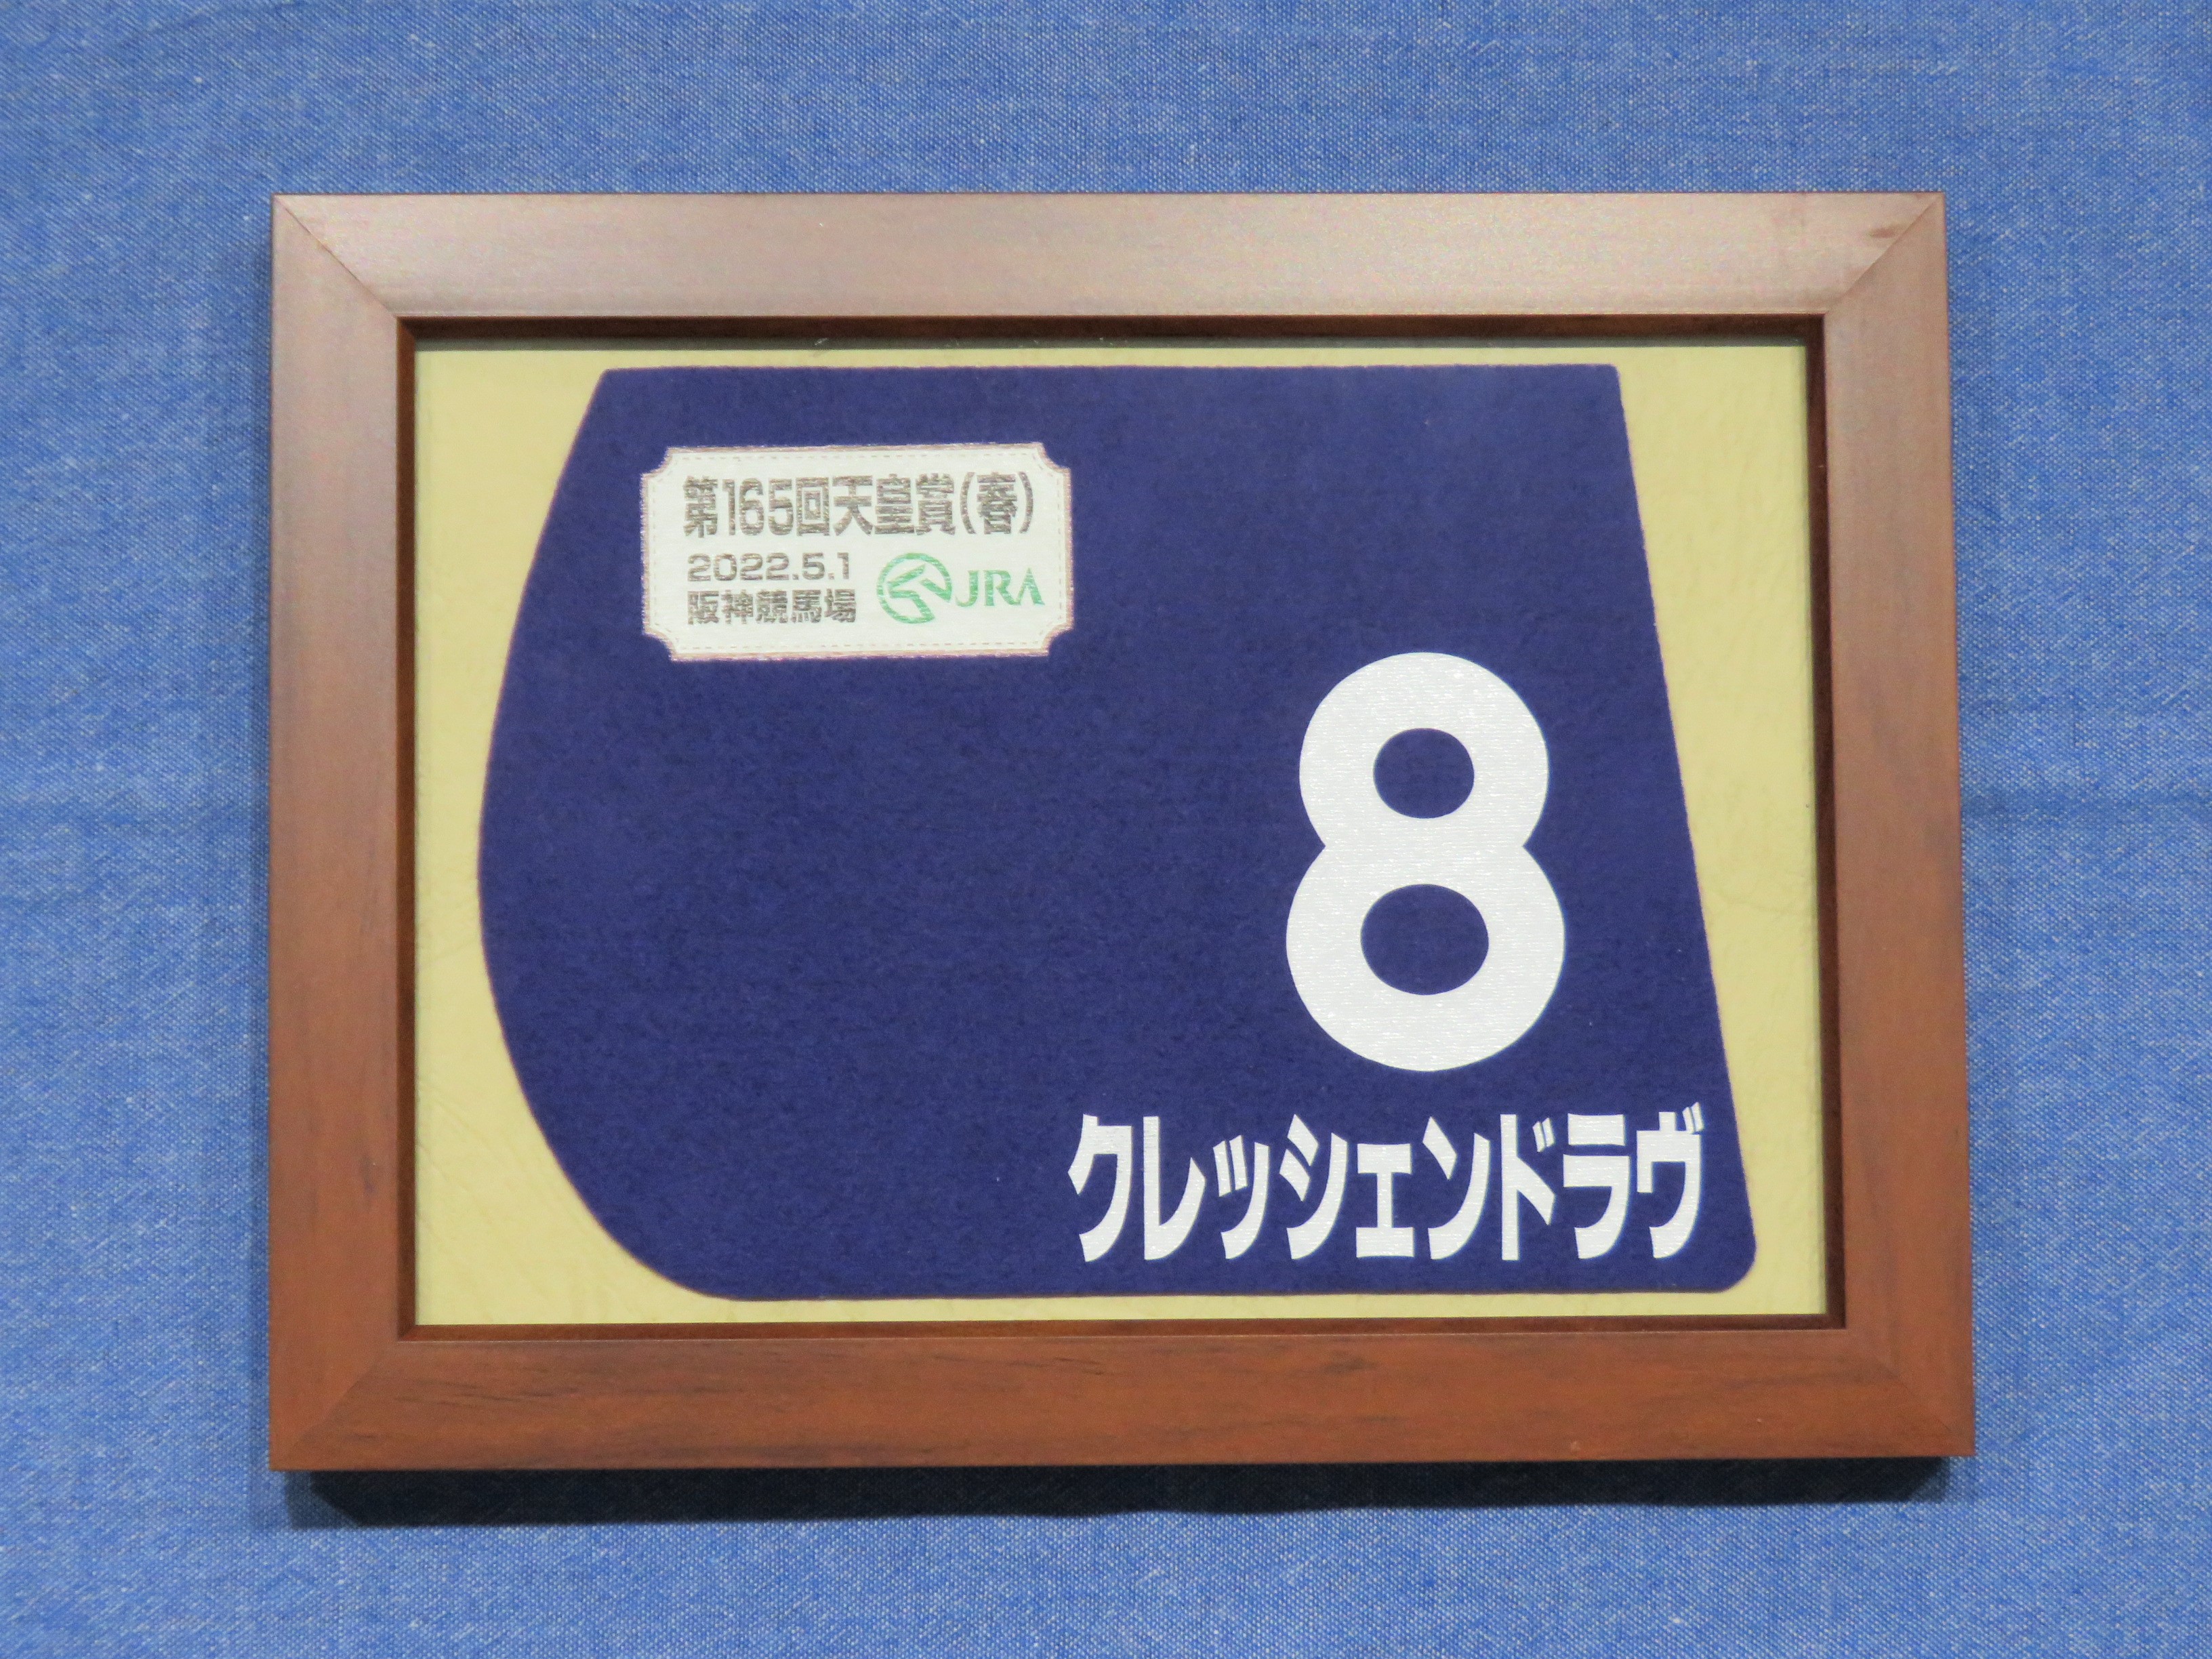 第165回天皇賞(春)
2022.5.1
阪神競馬場
JRA
8
クレッシェンドラヴ